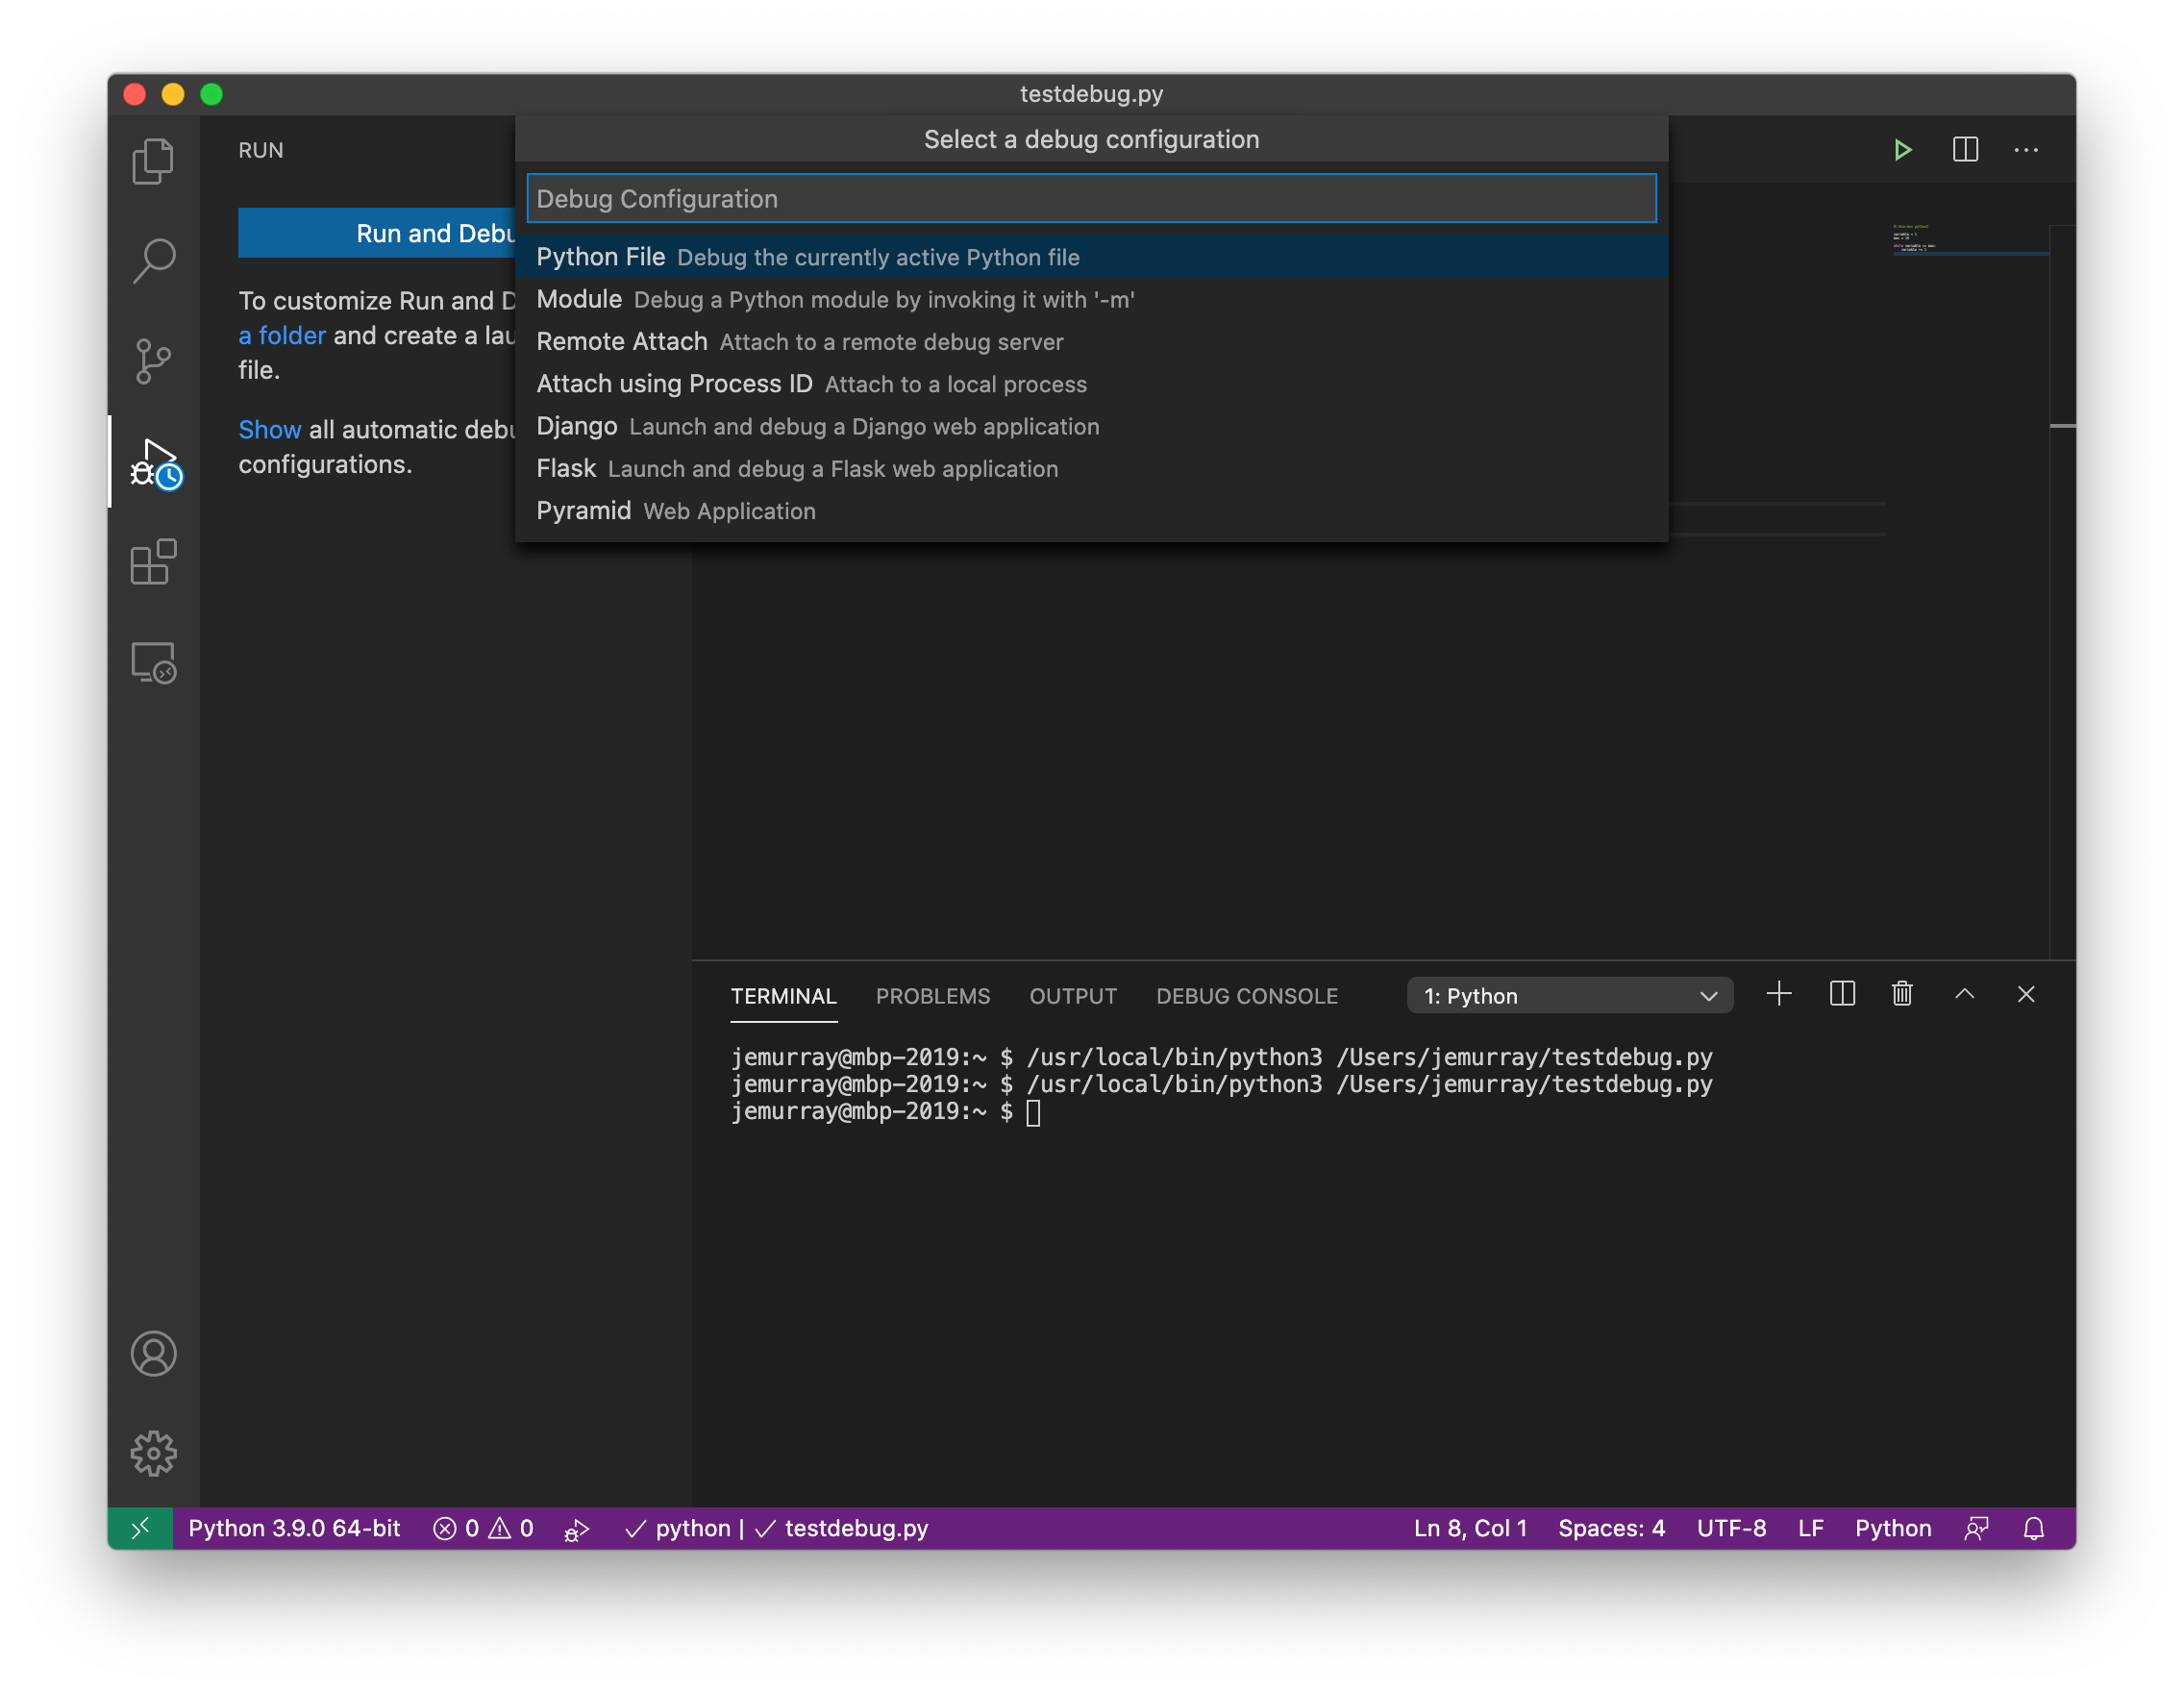 testdebug.py
RUN
Select a debug configuration
Debug Configuration
Python File Debug the currently active Python file
Module Debug a Python module by invoking it with '-m'
Remote Attach Attach to a remote debug server
Attach using Process ID Attach to a local process
Django Launch and debug a Django web application
Flask Launch and debug a Flask web application
Pyramid Web Application
Run and Debu
To customize Run and D
a folder and create a lau
file.
Show all automatic debu
configurations.
TERMINAL PROBLEMS OUTPUT DEBUG CONSOLE 1: Python
jemurray@mbp-2019:~ $ /usr/local/bin/python3 /Users/jemurray/testdebug.py
jemurray@mbp-2019:~ $ /usr/local/bin/python3 /Users/jemurray/testdebug.py
jemurray@mbp-2019:~ $
Python 3.9.0 64-bit 0 0 python | testdebug.py Ln 8, Col 1 Spaces: 4 UTF-8 LF Python